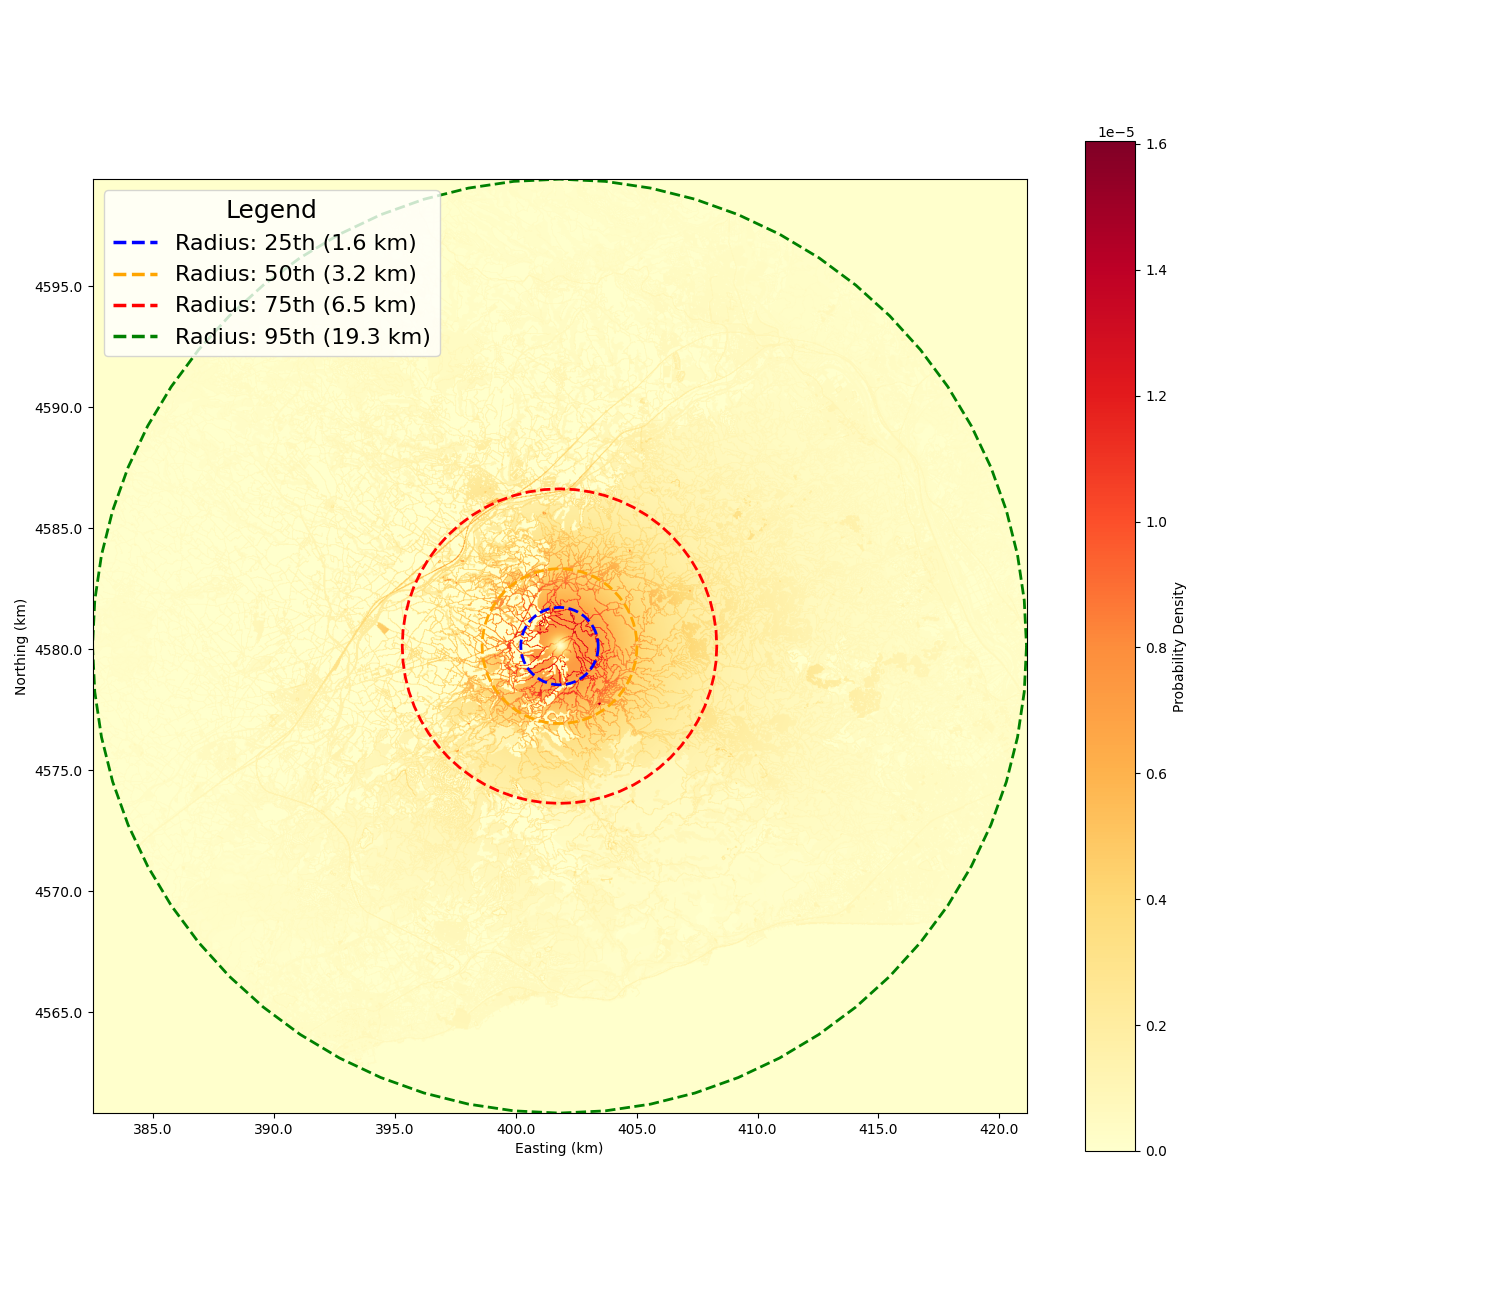 1e−5
1.6
1.4
1.2
1.0
0.8
0.6
0.4
0.2
0.0
Probability Density
Legend
Radius: 25th (1.6 km)
Radius: 50th (3.2 km)
Radius: 75th (6.5 km)
Radius: 95th (19.3 km)
4595.0
4590.0
4585.0
4580.0
4575.0
4570.0
4565.0
Northing (km)
385.0 390.0 395.0 400.0 405.0 410.0 415.0 420.0
Easting (km)